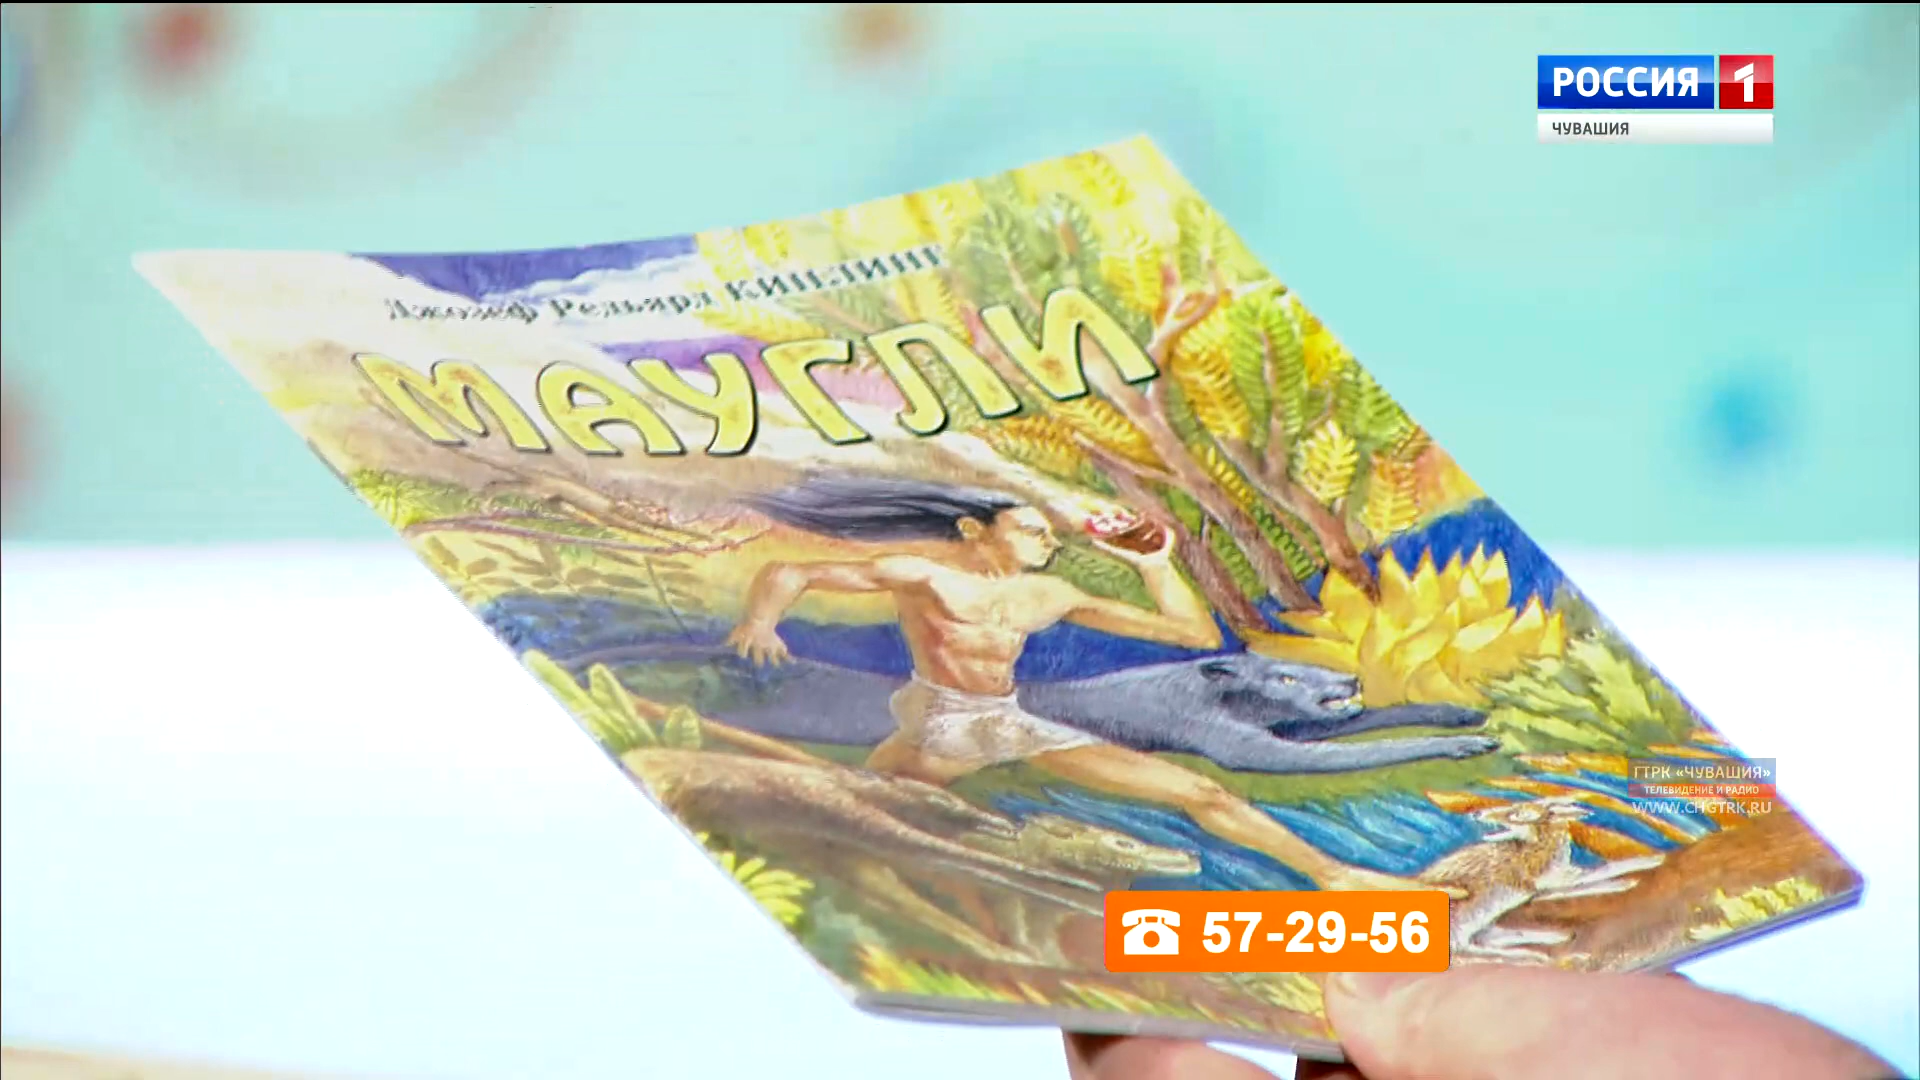 РОССИЯ 1
ЧУВАШИЯ
Джозеф Редьярд КИПЛИНГ
МАУГЛИ
ГТРК «ЧУВАШИЯ»
ТЕЛЕВИДЕНИЕ И РАДИО
WWW.CHGTRK.RU
57-29-56